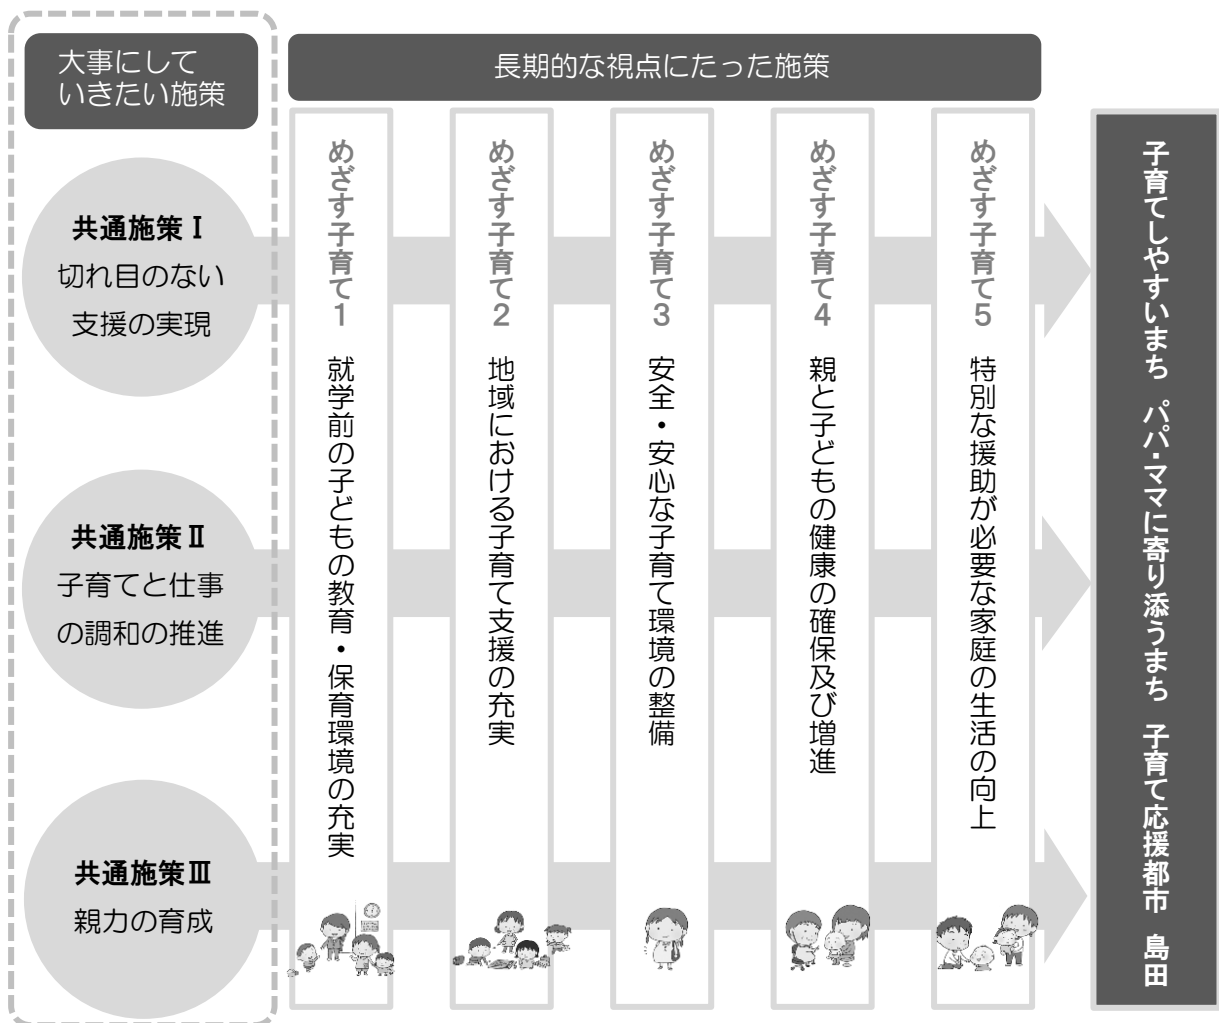 大事にして
いきたい施策
長期的な視点にたった施策
共通施策Ⅰ
切れ目のない
支援の実現
共通施策Ⅱ
子育てと仕事
の調和の推進
共通施策Ⅲ
親力の育成
めざす子育て1 就学前の子どもの教育・保育環境の充実
めざす子育て2 地域における子育て支援の充実
めざす子育て3 安全・安心な子育て環境の整備
めざす子育て4 親と子どもの健康の確保及び増進
めざす子育て5 特別な援助が必要な家庭の生活の向上
子育てしやすいまち パパ・ママに寄り添うまち 子育て応援都市 島田